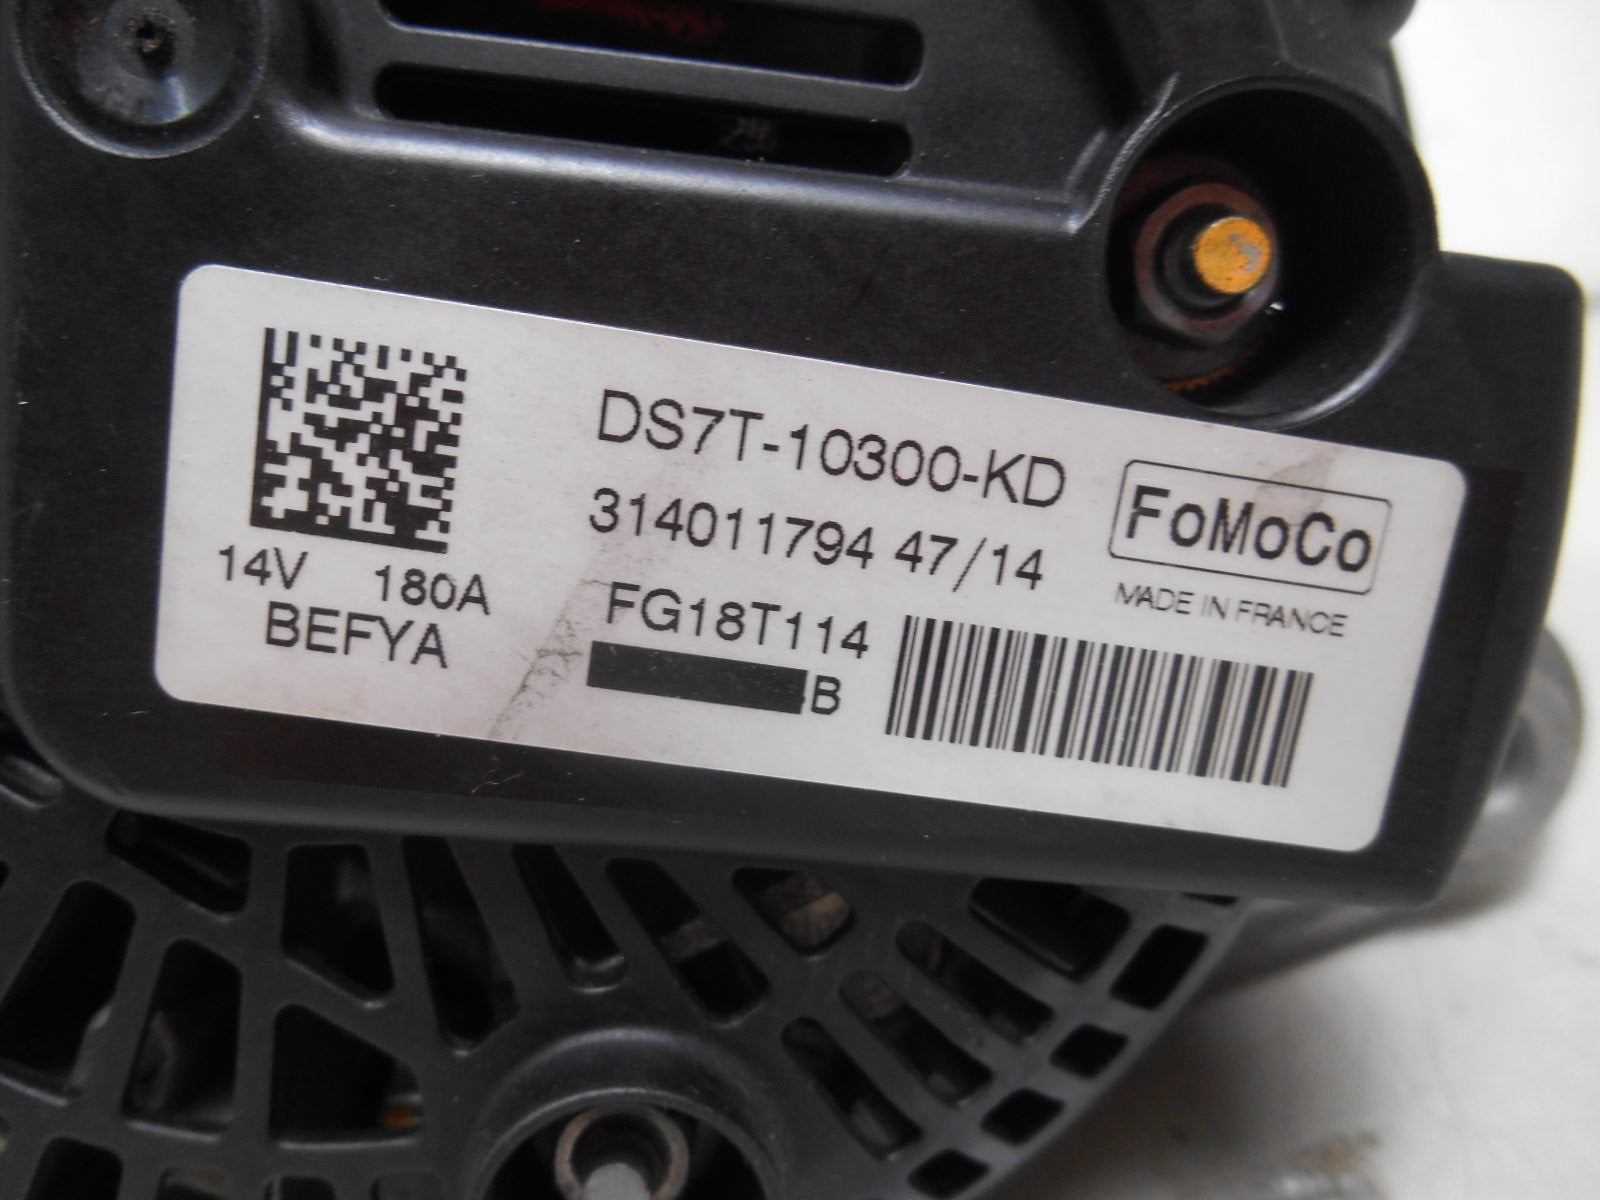 DS7T-10300-KD
314011794 47/14
FoMoCo
MADE IN FRANCE
14V 180A
BEFYA
FG18T114
B